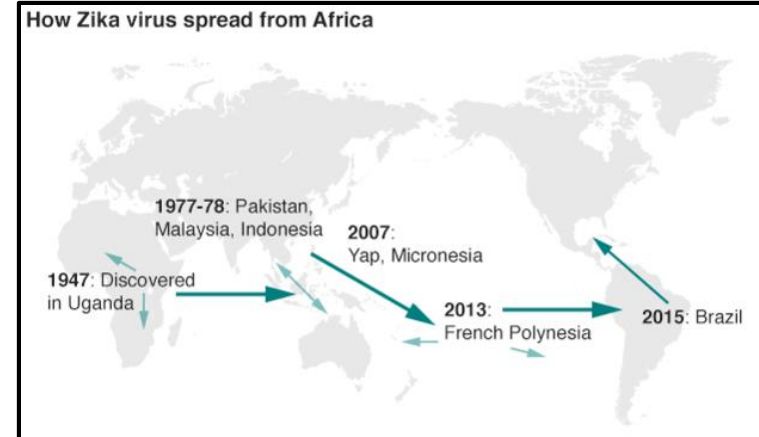 How Zika virus spread from Africa
1977-78: Pakistan,
Malaysia, Indonesia
2007:
Yap, Micronesia
1947: Discovered
in Uganda
2013:
French Polynesia
2015: Brazil